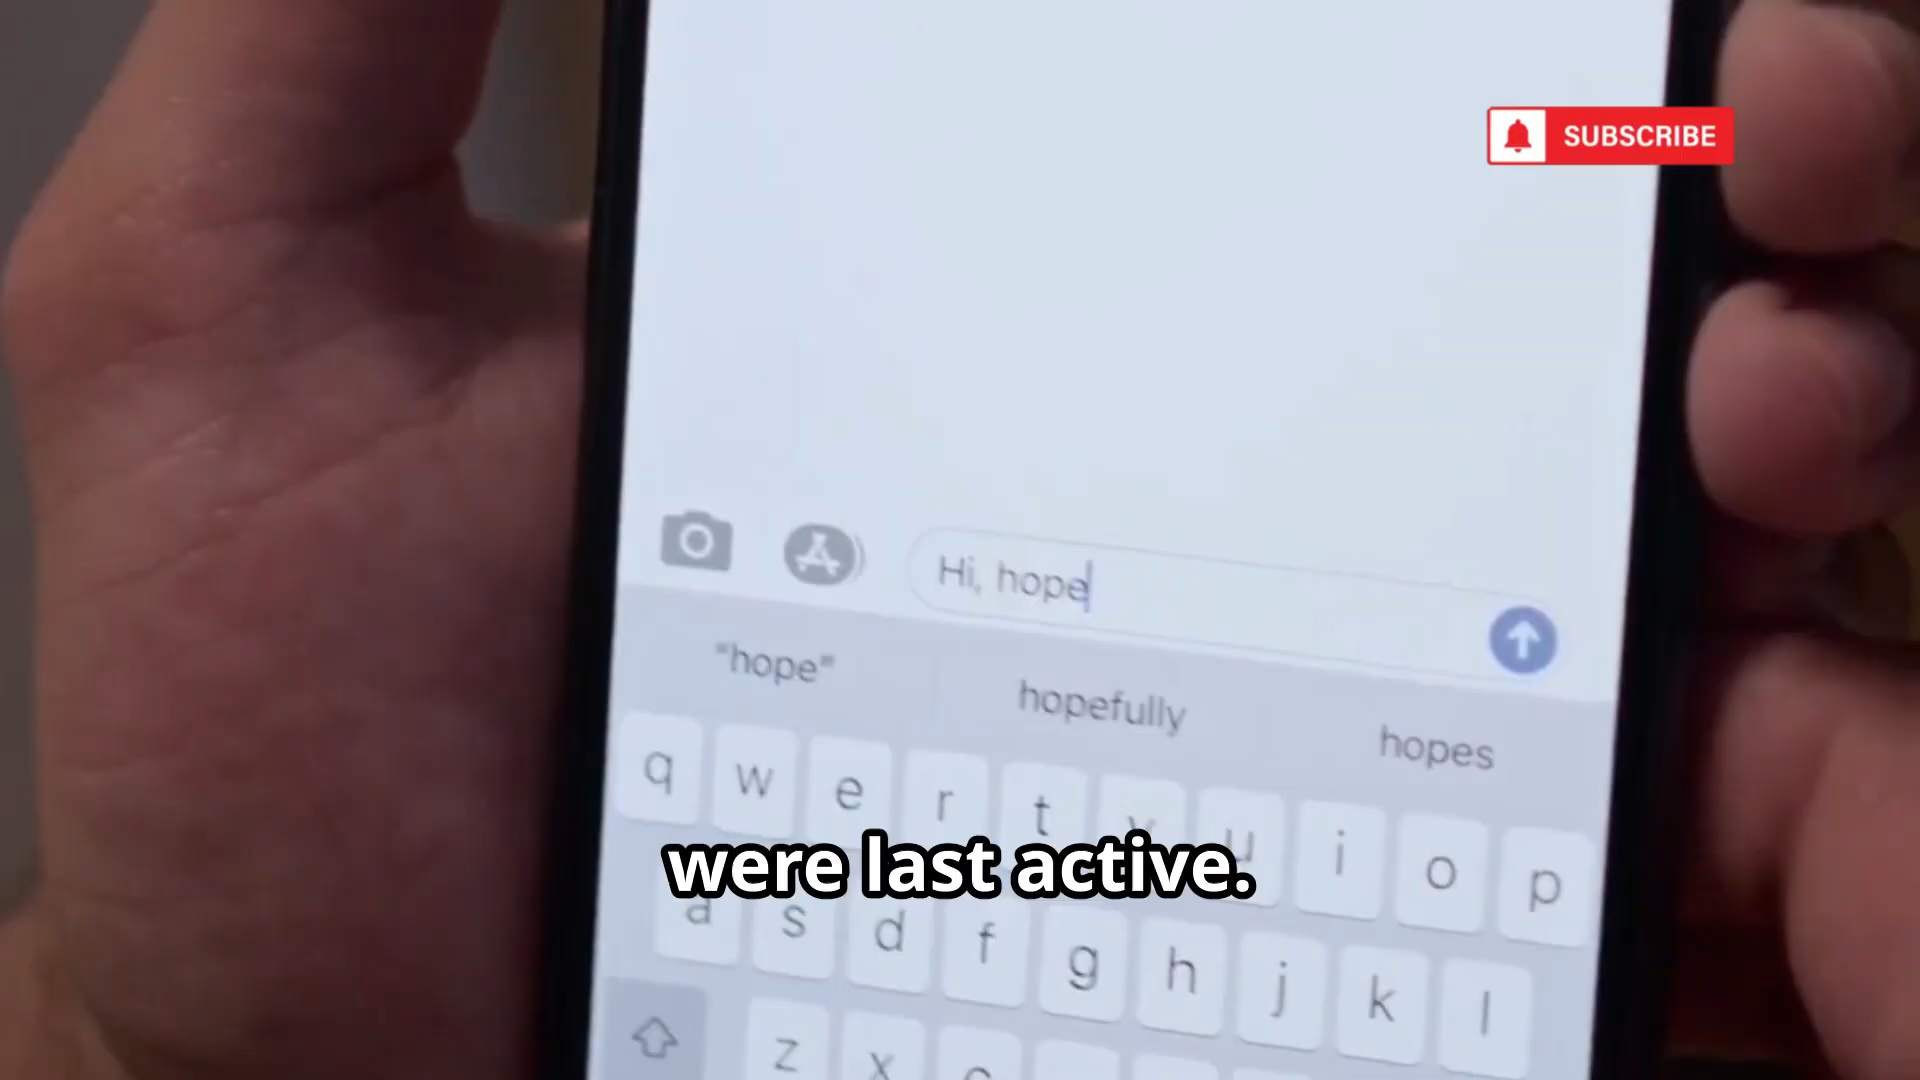 SUBSCRIBE
Hi, hope
"hope" hopefully hopes
q w e r t y u i o p
were last active.
a s d f g h j k l
z x c